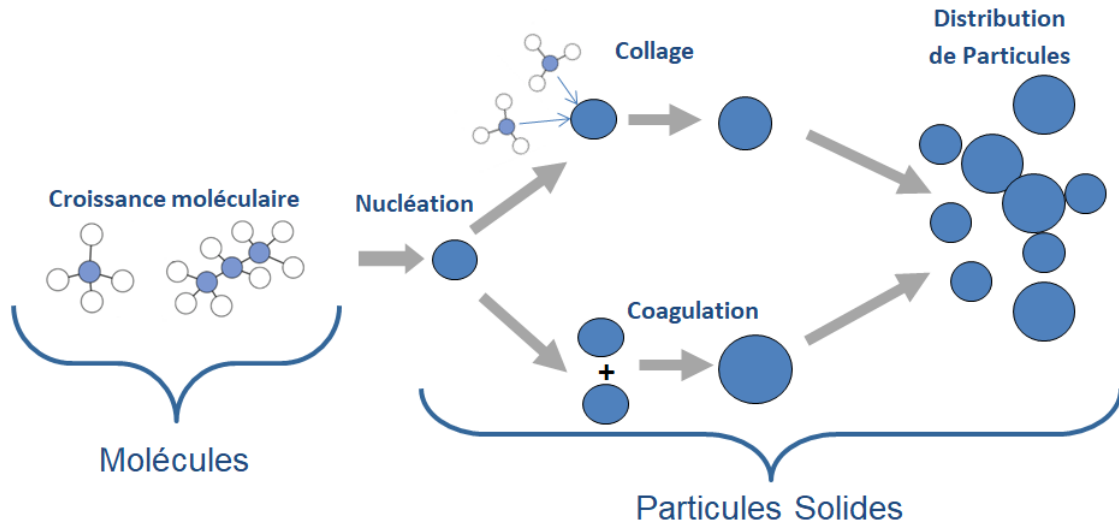 Distribution
de Particules
Collage
Croissance moléculaire
Nucléation
Coagulation
+
Molécules
Particules Solides